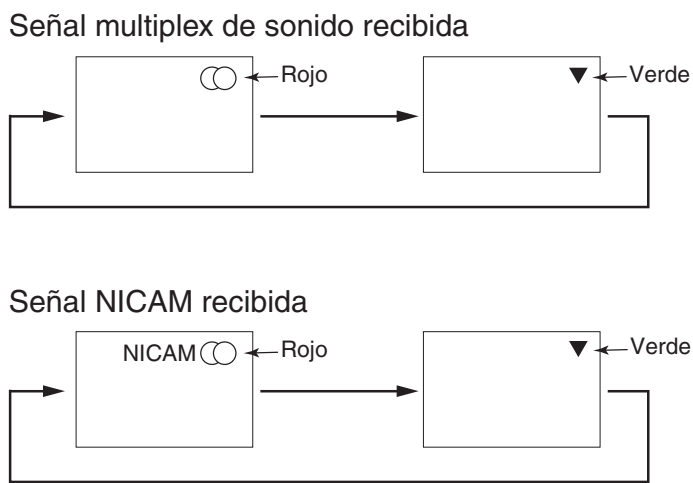 Señal multiplex de sonido recibida
Rojo
Verde
Señal NICAM recibida
NICAM
Rojo
Verde